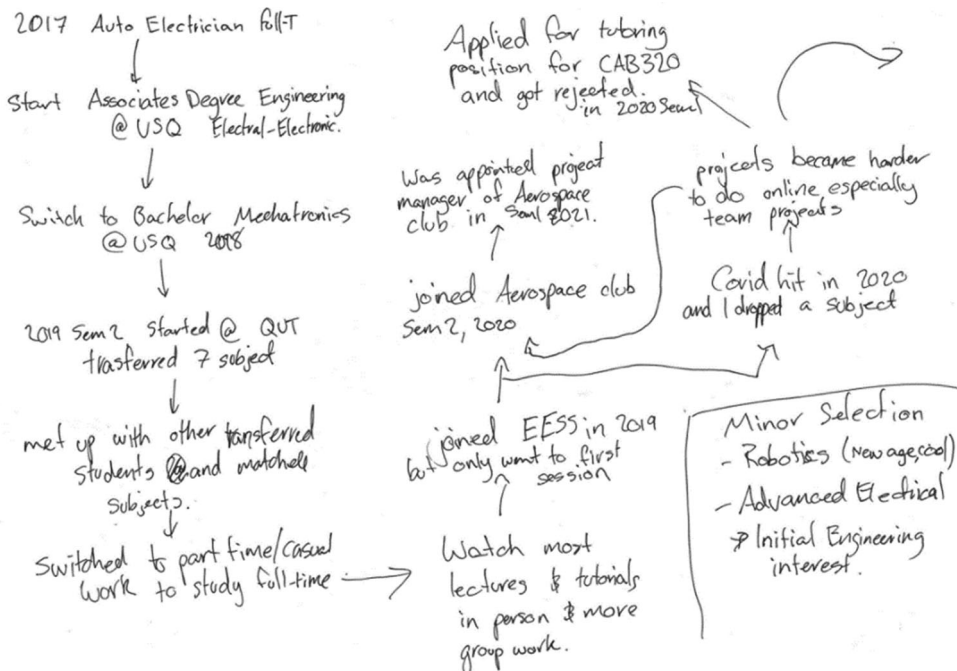 2017 Auto Electrician full-T
Start Associates Degree Engineering
@ USQ Electral-Electronic.
Switch to Bachelor Mechatronics
@ USQ 2018
2019 Sem 2 Started @ QUT
trasferred 7 subject
met up with other transferred
students and matched
subjects.
Switched to part time/casual
work to study full-time
Watch most
lectures & tutorials
in person & more
group work.
joined EESS in 2019
but only went to first
session
joined Aerospace club
Sem 2, 2020
Was appointed project
manager of Aerospace
club in Sem1 2021.
Covid hit in 2020
and I dropped a subject
projects became harder
to do online, especially
team projects
Applied for tutoring
position for CAB320
and got rejected.
in 2020 Sem1
Minor Selection
- Robotics (New age, cool)
- Advanced Electical
Initial Engineering
interest.